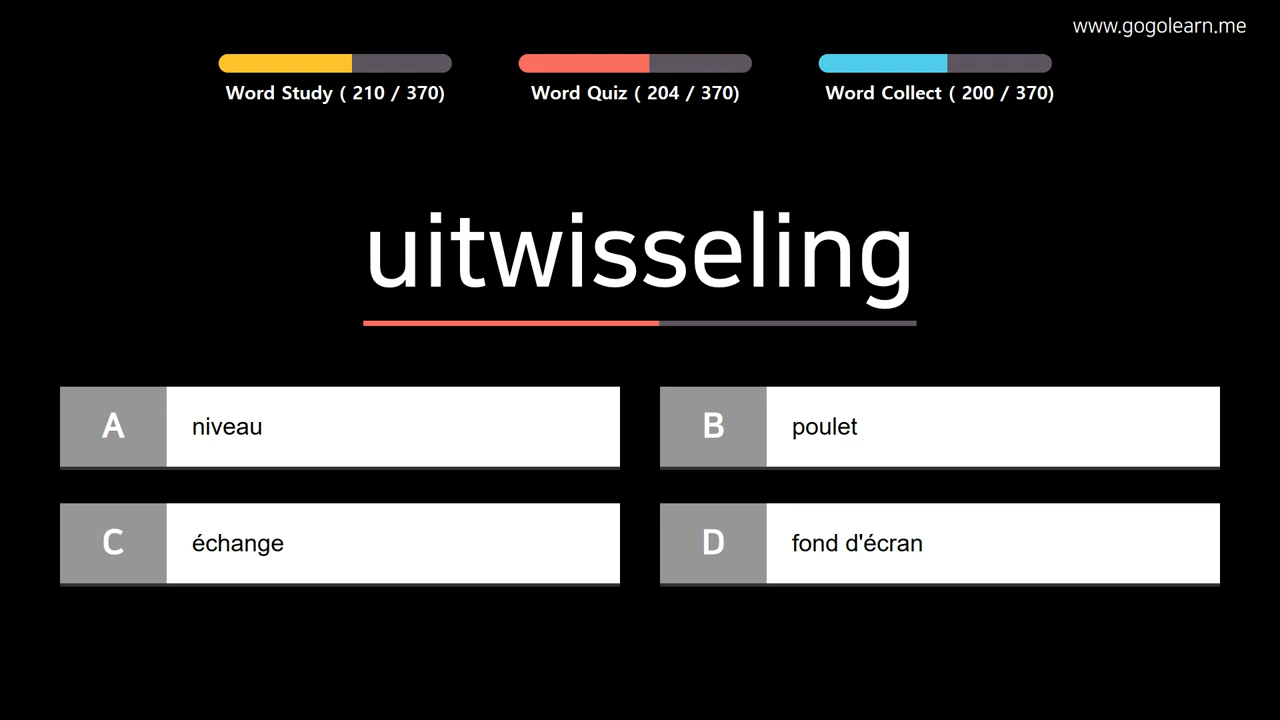 www.gogolearn.me
Word Study ( 210 / 370)
Word Quiz ( 204 / 370)
Word Collect ( 200 / 370)
uitwisseling
A niveau
B poulet
C échange
D fond d'écran